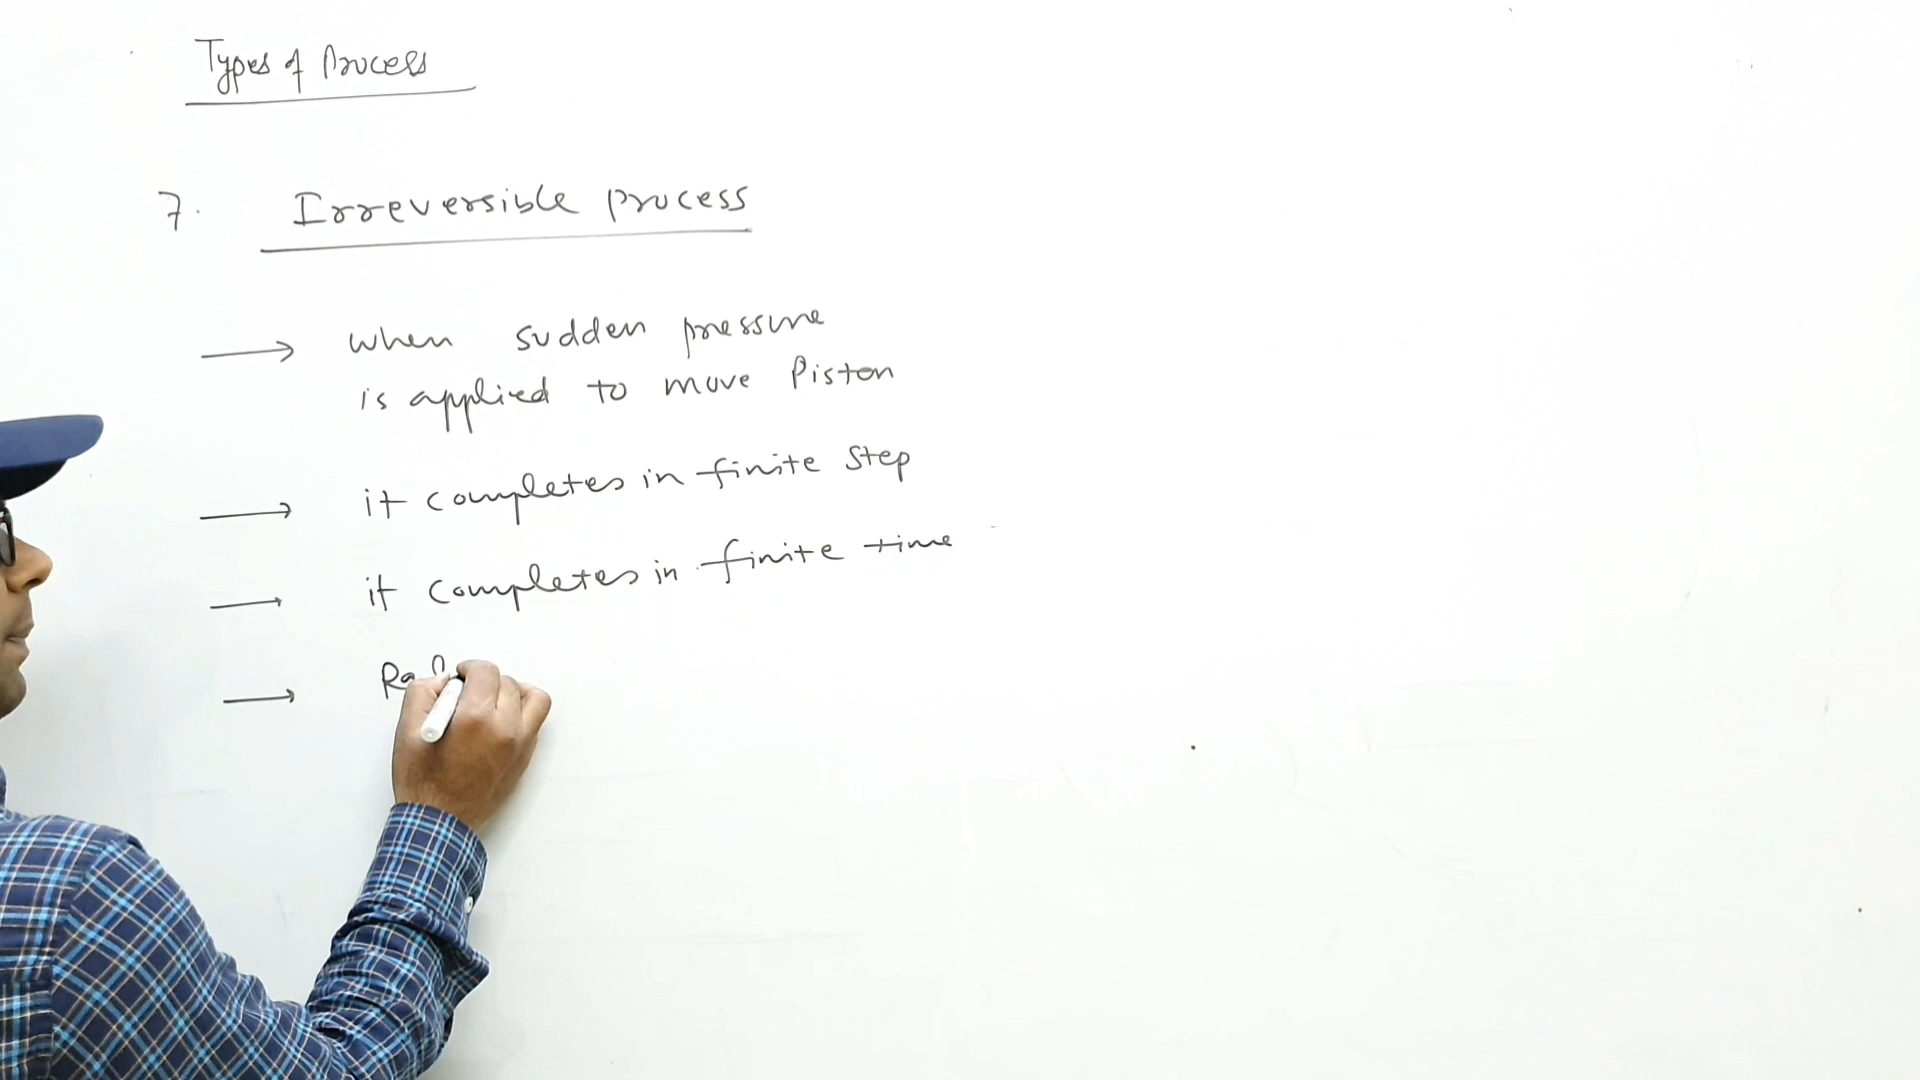 Types of Process
7. Irreversible process
→ when sudden pressure
is applied to move Piston
→ it completes in finite step
→ it completes in finite time
→